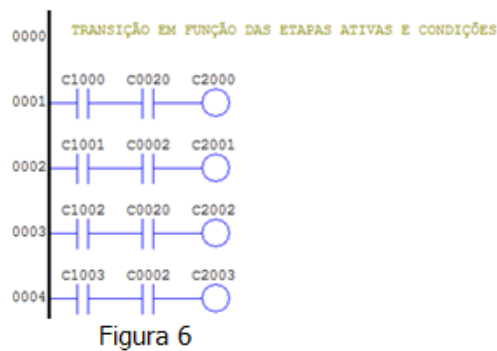 0000 TRANSIÇÃO EM FUNÇÃO DAS ETAPAS ATIVAS E CONDIÇÕES
C1000 C0020 C2000
0001
C1001 C0002 C2001
0002
C1002 C0020 C2002
0003
C1003 C0002 C2003
0004
Figura 6